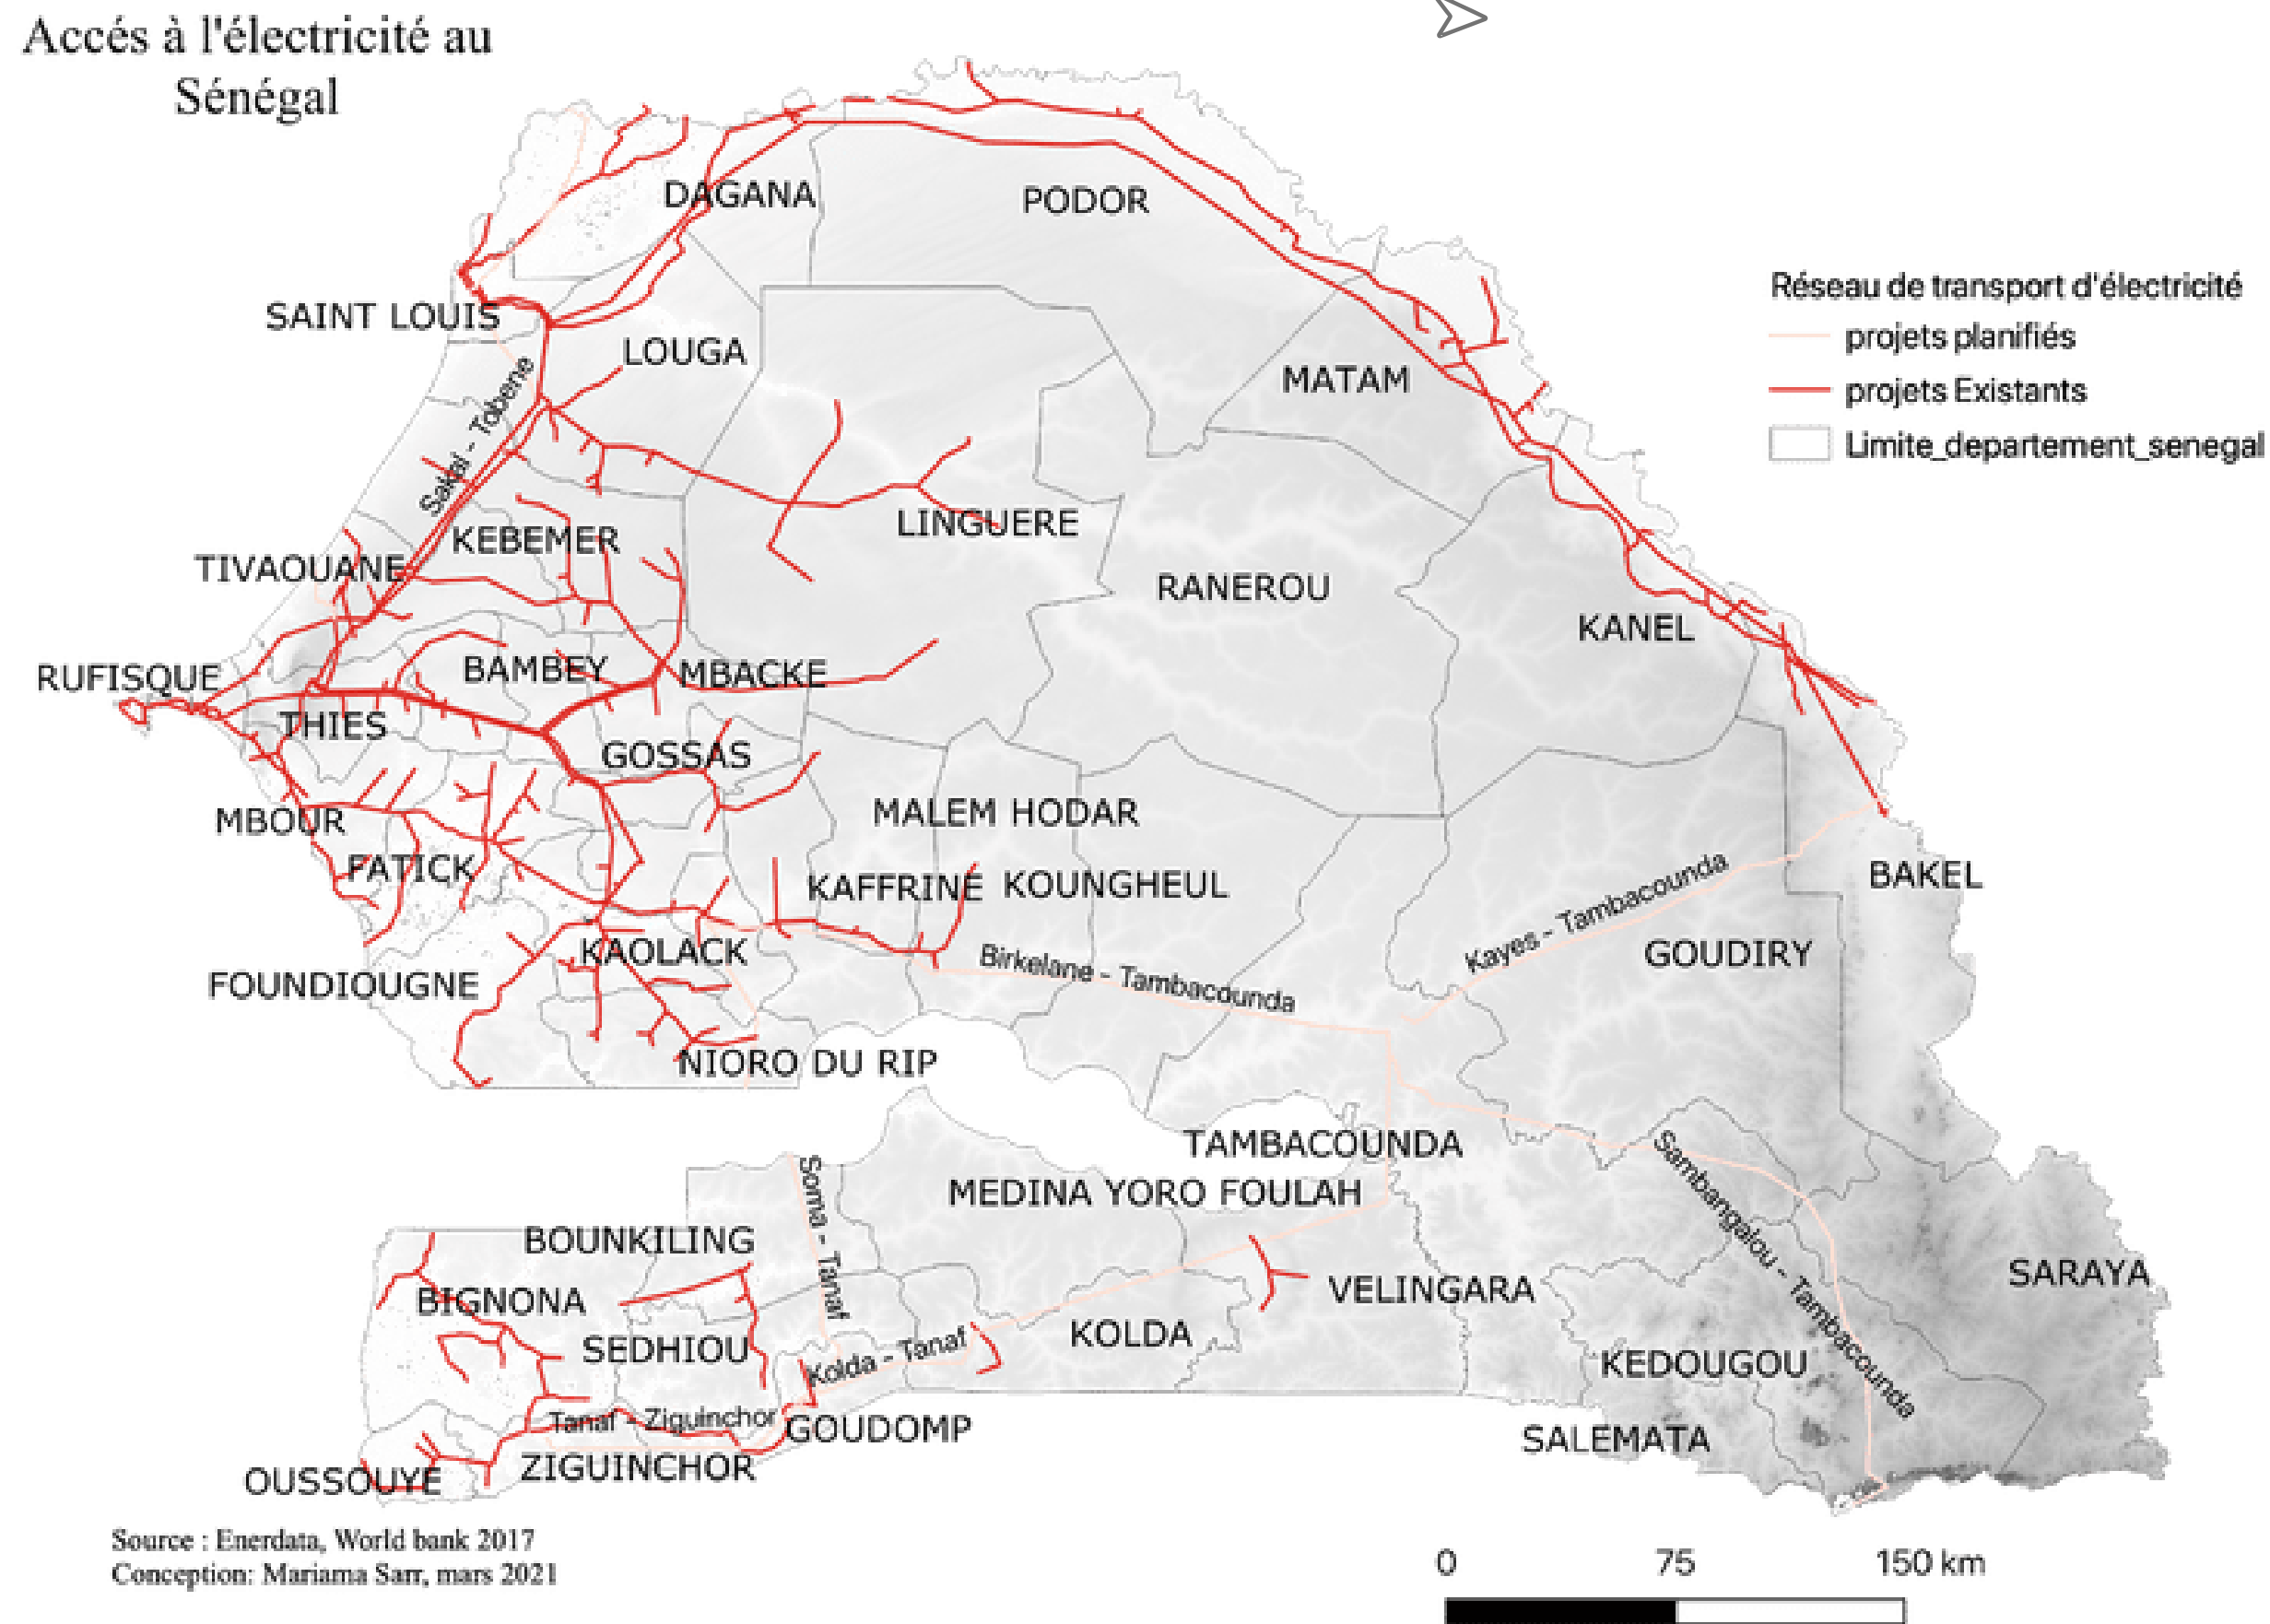 Accés à l'électricité au
Sénégal
DAGANA
PODOR
SAINT LOUIS
LOUGA
MATAM
Sakal - Tobene
LINGUERE
KEBEMER
TIVAOUANE
RANEROU
KANEL
RUFISQUE
BAMBEY
MBACKE
THIES
GOSSAS
MBOUR
MALEM HODAR
FATICK
KAFFRINE
KOUNGHEUL
BAKEL
Kayes - Tambacounda
KAOLACK
GOUDIRY
Birkelane - Tambacounda
FOUNDIOUGNE
NIORO DU RIP
TAMBACOUNDA
MEDINA YORO FOULAH
Soma - Tanaf
Sambangalou - Tambacounda
BOUNKILING
BIGNONA
VELINGARA
SARAYA
SEDHIOU
KOLDA
Kolda - Tanaf
KEDOUGOU
Tanaf - Ziguinchor
GOUDOMP
SALEMATA
ZIGUINCHOR
OUSSOUYE
Réseau de transport d'électricité
projets planifiés
projets Existants
Limite_departement_senegal
Source : Enerdata, World bank 2017
Conception: Mariama Sarr, mars 2021
0 75 150 km